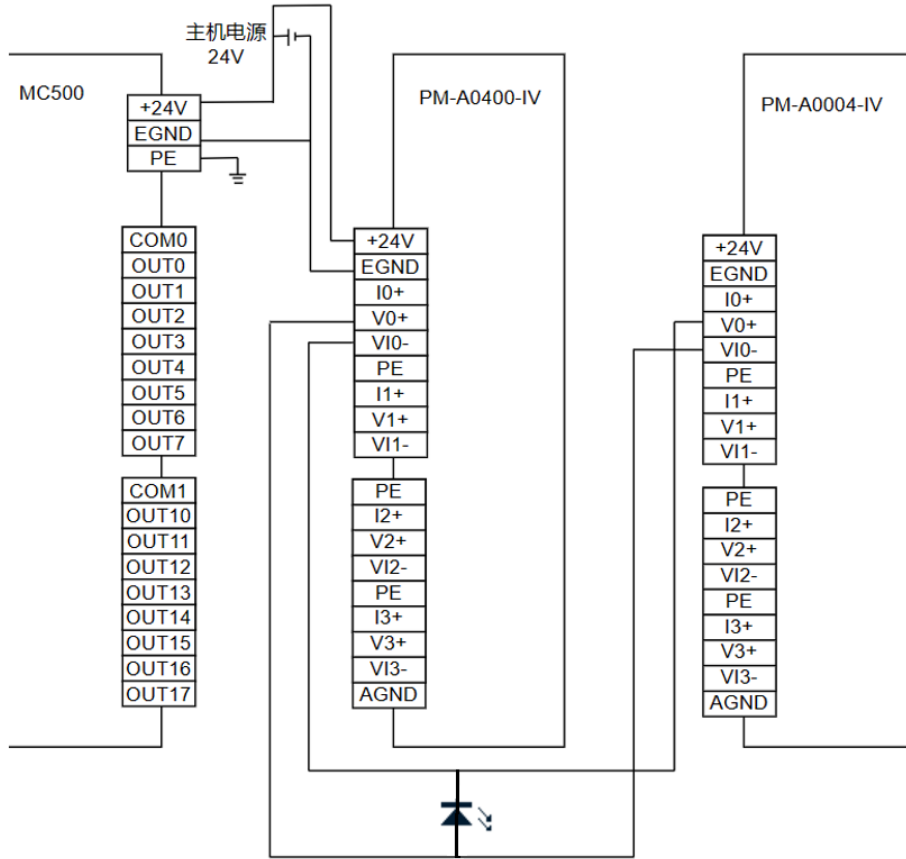 主机电源
24V
MC500
+24V
EGND
PE
COM0
OUT0
OUT1
OUT2
OUT3
OUT4
OUT5
OUT6
OUT7
COM1
OUT10
OUT11
OUT12
OUT13
OUT14
OUT15
OUT16
OUT17
PM-A0400-IV
+24V
EGND
I0+
V0+
VI0-
PE
I1+
V1+
VI1-
PE
I2+
V2+
VI2-
PE
I3+
V3+
VI3-
AGND
PM-A0004-IV
+24V
EGND
I0+
V0+
VI0-
PE
I1+
V1+
VI1-
PE
I2+
V2+
VI2-
PE
I3+
V3+
VI3-
AGND